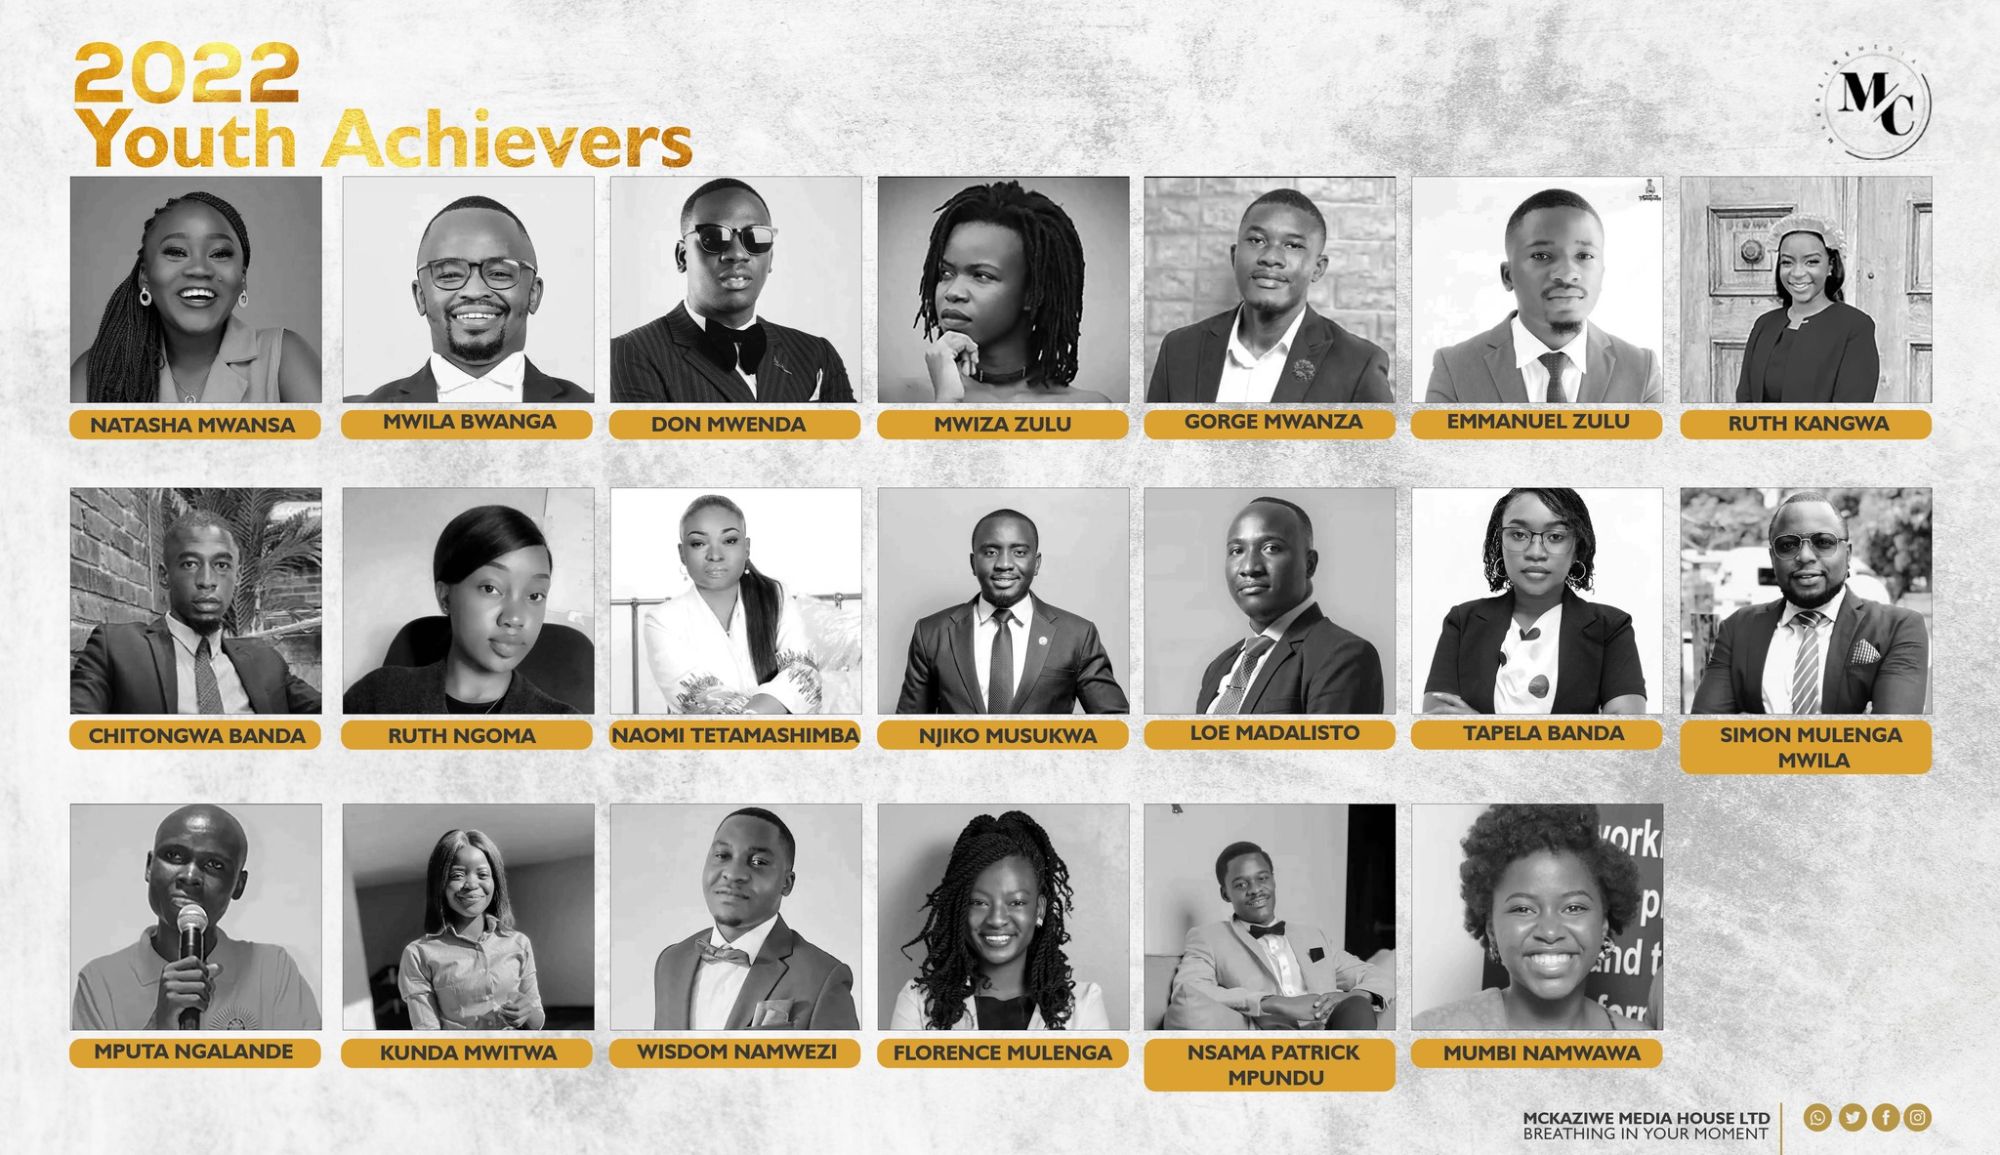 2022
Youth Achievers
MCKAZIWE MEDIA
M/C
NATASHA MWANSA
MWILA BWANGA
DON MWENDA
MWIZA ZULU
GORGE MWANZA
EMMANUEL ZULU
RUTH KANGWA
CHITONGWA BANDA
RUTH NGOMA
NAOMI TETAMASHIMBA
NJIKO MUSUKWA
LOE MADALISTO
TAPELA BANDA
SIMON MULENGA
MWILA
MPUTA NGALANDE
KUNDA MWITWA
WISDOM NAMWEZI
FLORENCE MULENGA
NSAMA PATRICK
MPUNDU
MUMBI NAMWAWA
MCKAZIWE MEDIA HOUSE LTD
BREATHING IN YOUR MOMENT